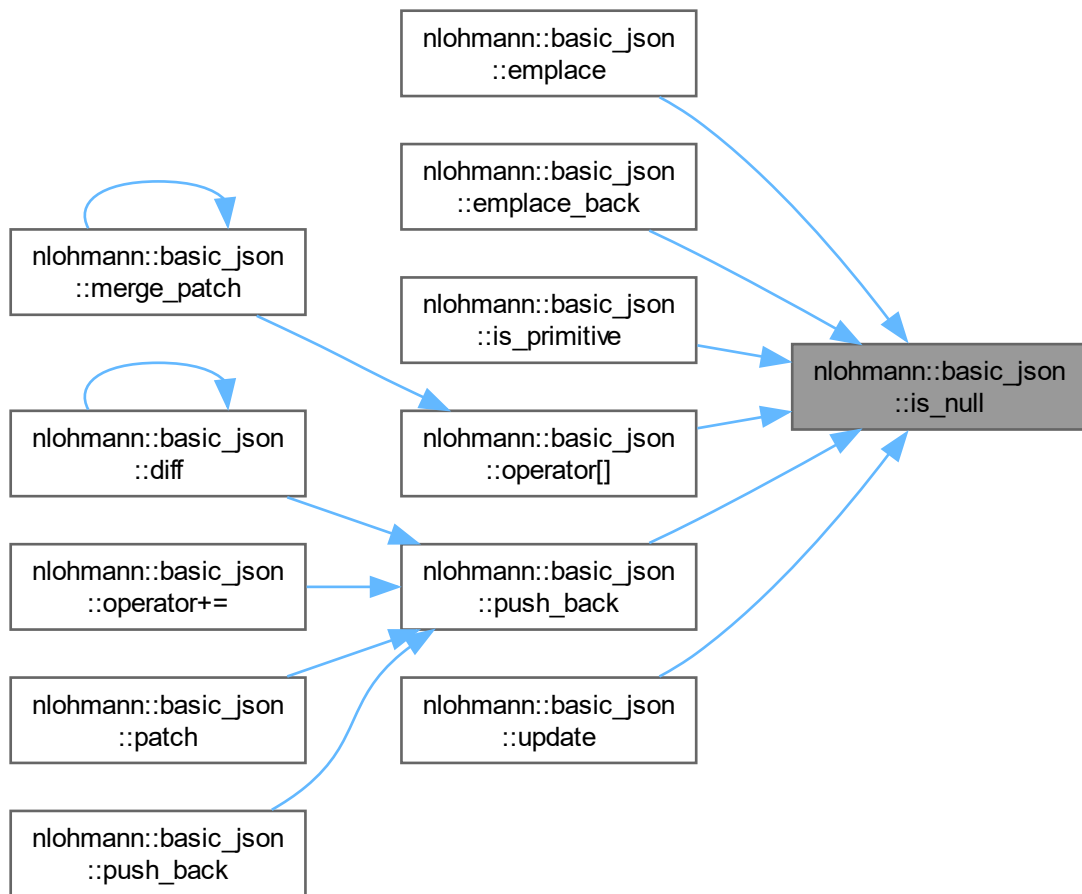 nlohmann::basic_json
::emplace
nlohmann::basic_json
::emplace_back
nlohmann::basic_json
::merge_patch
nlohmann::basic_json
::is_primitive
nlohmann::basic_json
::is_null
nlohmann::basic_json
::diff
nlohmann::basic_json
::operator[]
nlohmann::basic_json
::operator+=
nlohmann::basic_json
::push_back
nlohmann::basic_json
::patch
nlohmann::basic_json
::update
nlohmann::basic_json
::push_back